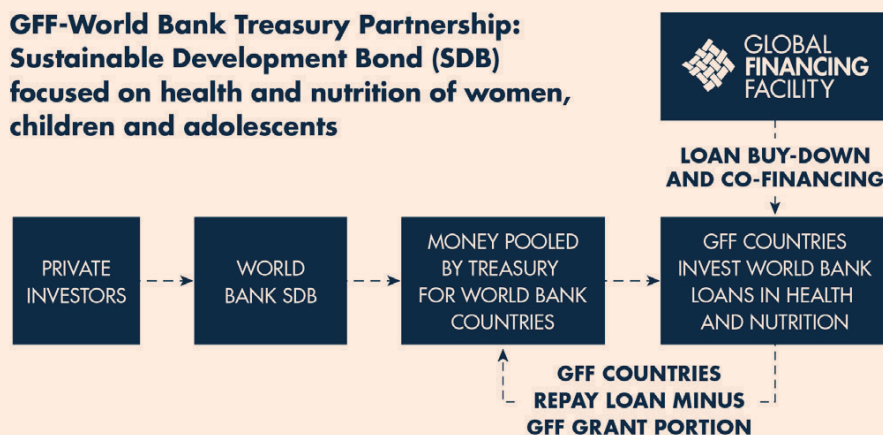 GFF-World Bank Treasury Partnership:
Sustainable Development Bond (SDB)
focused on health and nutrition of women,
children and adolescents
GLOBAL
FINANCING
FACILITY
LOAN BUY-DOWN
AND CO-FINANCING
PRIVATE
INVESTORS
WORLD
BANK SDB
MONEY POOLED
BY TREASURY
FOR WORLD BANK
COUNTRIES
GFF COUNTRIES
INVEST WORLD BANK
LOANS IN HEALTH
AND NUTRITION
GFF COUNTRIES
REPAY LOAN MINUS
GFF GRANT PORTION